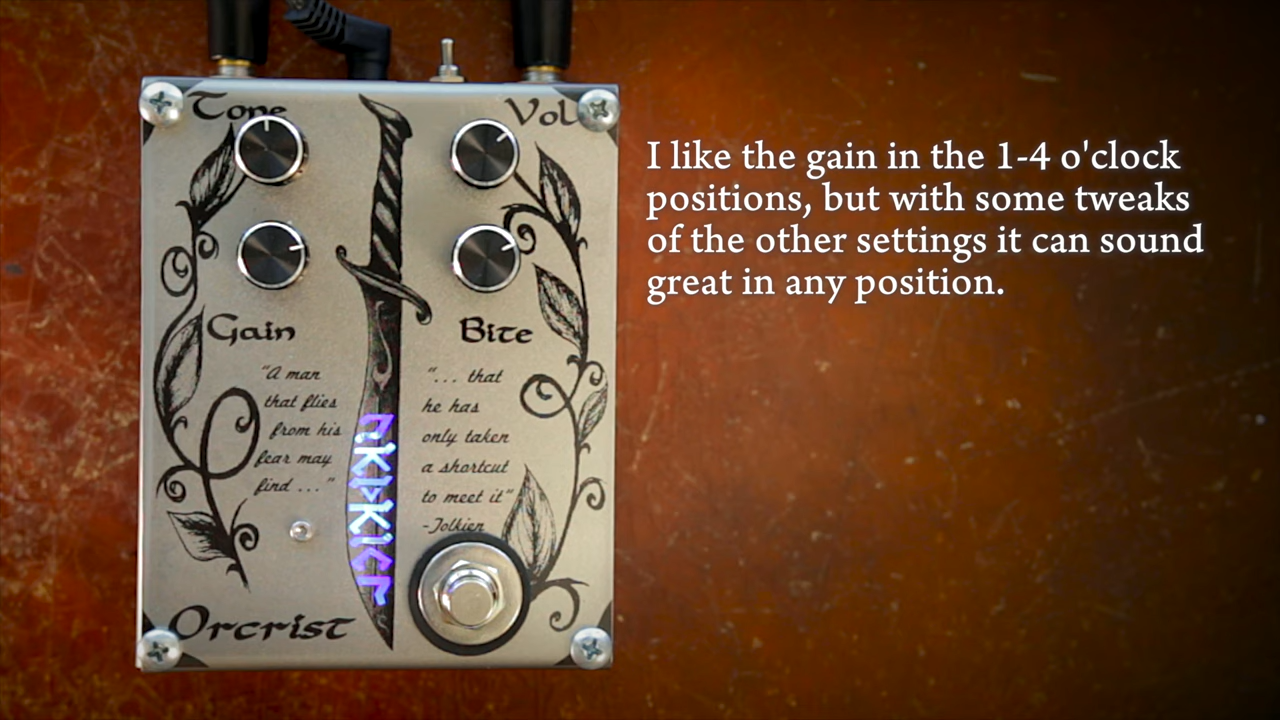 Tone
Vol
Gain
Bite
"A man
that flies
from his
fear may
find ..."
"... that
he has
only taken
a shortcut
to meet it"
-Tolkien
Orcrist
I like the gain in the 1-4 o'clock
positions, but with some tweaks
of the other settings it can sound
great in any position.